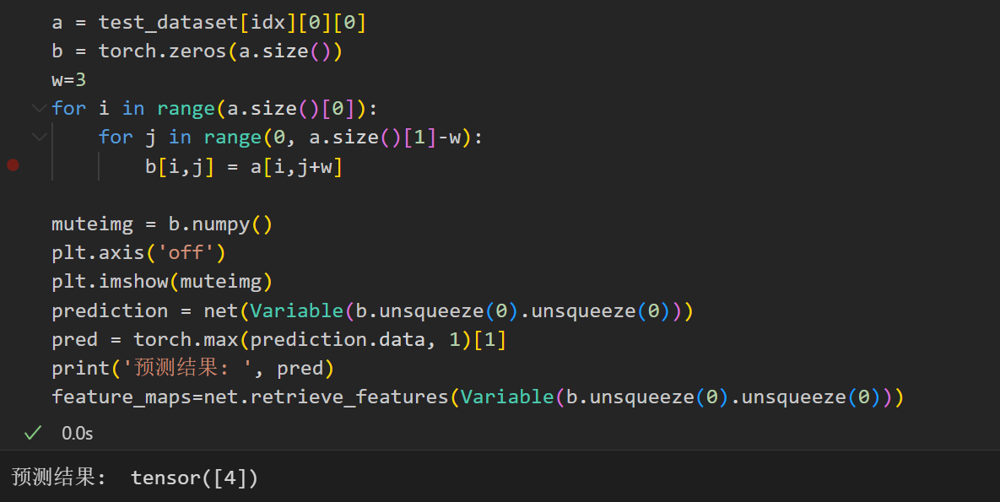 a = test_dataset[idx][0][0]
b = torch.zeros(a.size())
w=3
for i in range(a.size()[0]):
    for j in range(0, a.size()[1]-w):
        b[i,j] = a[i,j+w]
muteimg = b.numpy()
plt.axis('off')
plt.imshow(muteimg)
prediction = net(Variable(b.unsqueeze(0).unsqueeze(0)))
pred = torch.max(prediction.data, 1)[1]
print('预测结果: ', pred)
feature_maps=net.retrieve_features(Variable(b.unsqueeze(0).unsqueeze(0)))
0.0s
预测结果:  tensor([4])